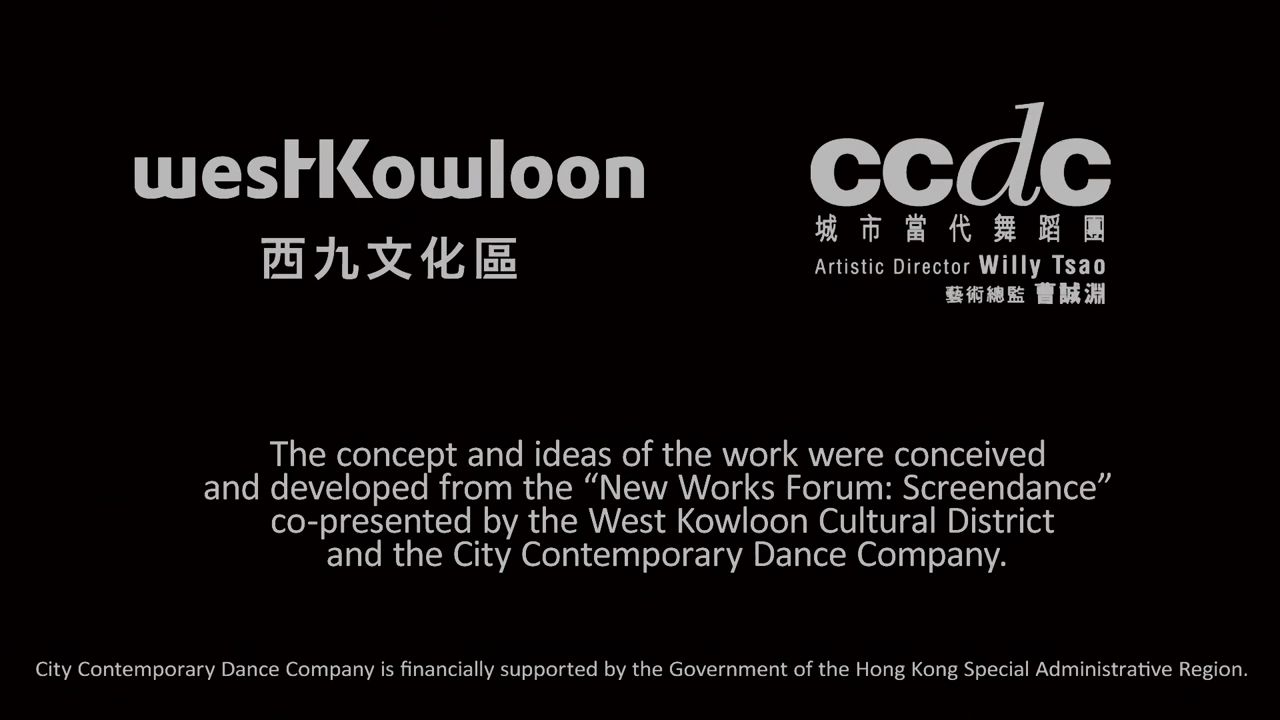 westKowloon
西九文化區
ccdc
城市當代舞蹈團
Artistic Director Willy Tsao
藝術總監 曹誠淵
The concept and ideas of the work were conceived
and developed from the “New Works Forum: Screendance”
co-presented by the West Kowloon Cultural District
and the City Contemporary Dance Company.
City Contemporary Dance Company is financially supported by the Government of the Hong Kong Special Administrative Region.